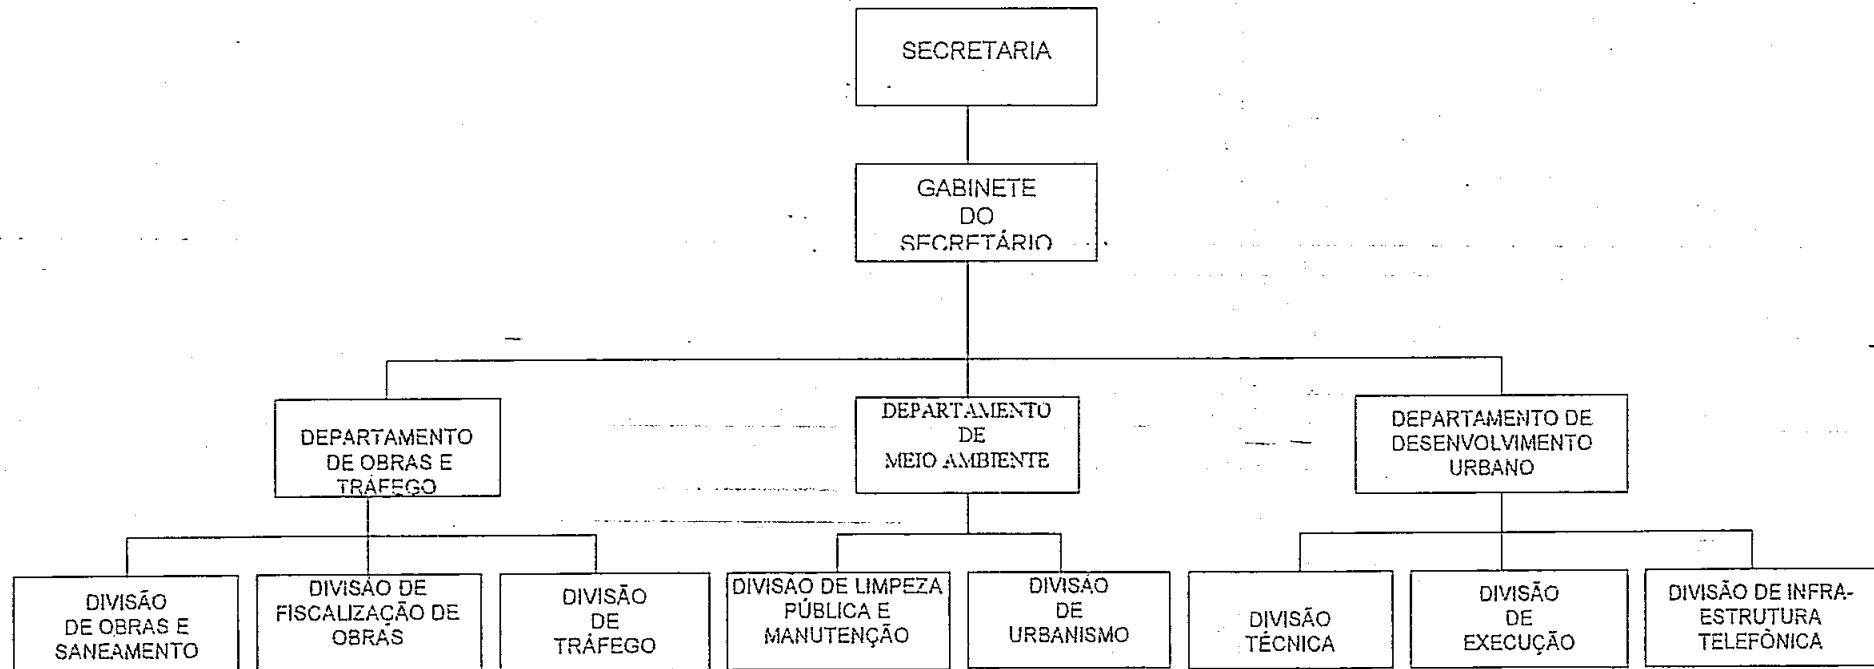 SECRETARIA
GABINETE
DO
SECRETÁRIO
DEPARTAMENTO
DE OBRAS E
TRÁFEGO
DEPARTAMENTO
DE
MEIO AMBIENTE
DEPARTAMENTO DE
DESENVOLVIMENTO
URBANO
DIVISÃO
DE OBRAS E
SANEAMENTO
DIVISÃO DE
FISCALIZAÇÃO DE
OBRAS
DIVISÃO
DE
TRÁFEGO
DIVISÃO DE LIMPEZA
PÚBLICA E
MANUTENÇÃO
DIVISÃO
DE
URBANISMO
DIVISÃO
TÉCNICA
DIVISÃO
DE
EXECUÇÃO
DIVISÃO DE INFRA-
ESTRUTURA
TELEFÔNICA